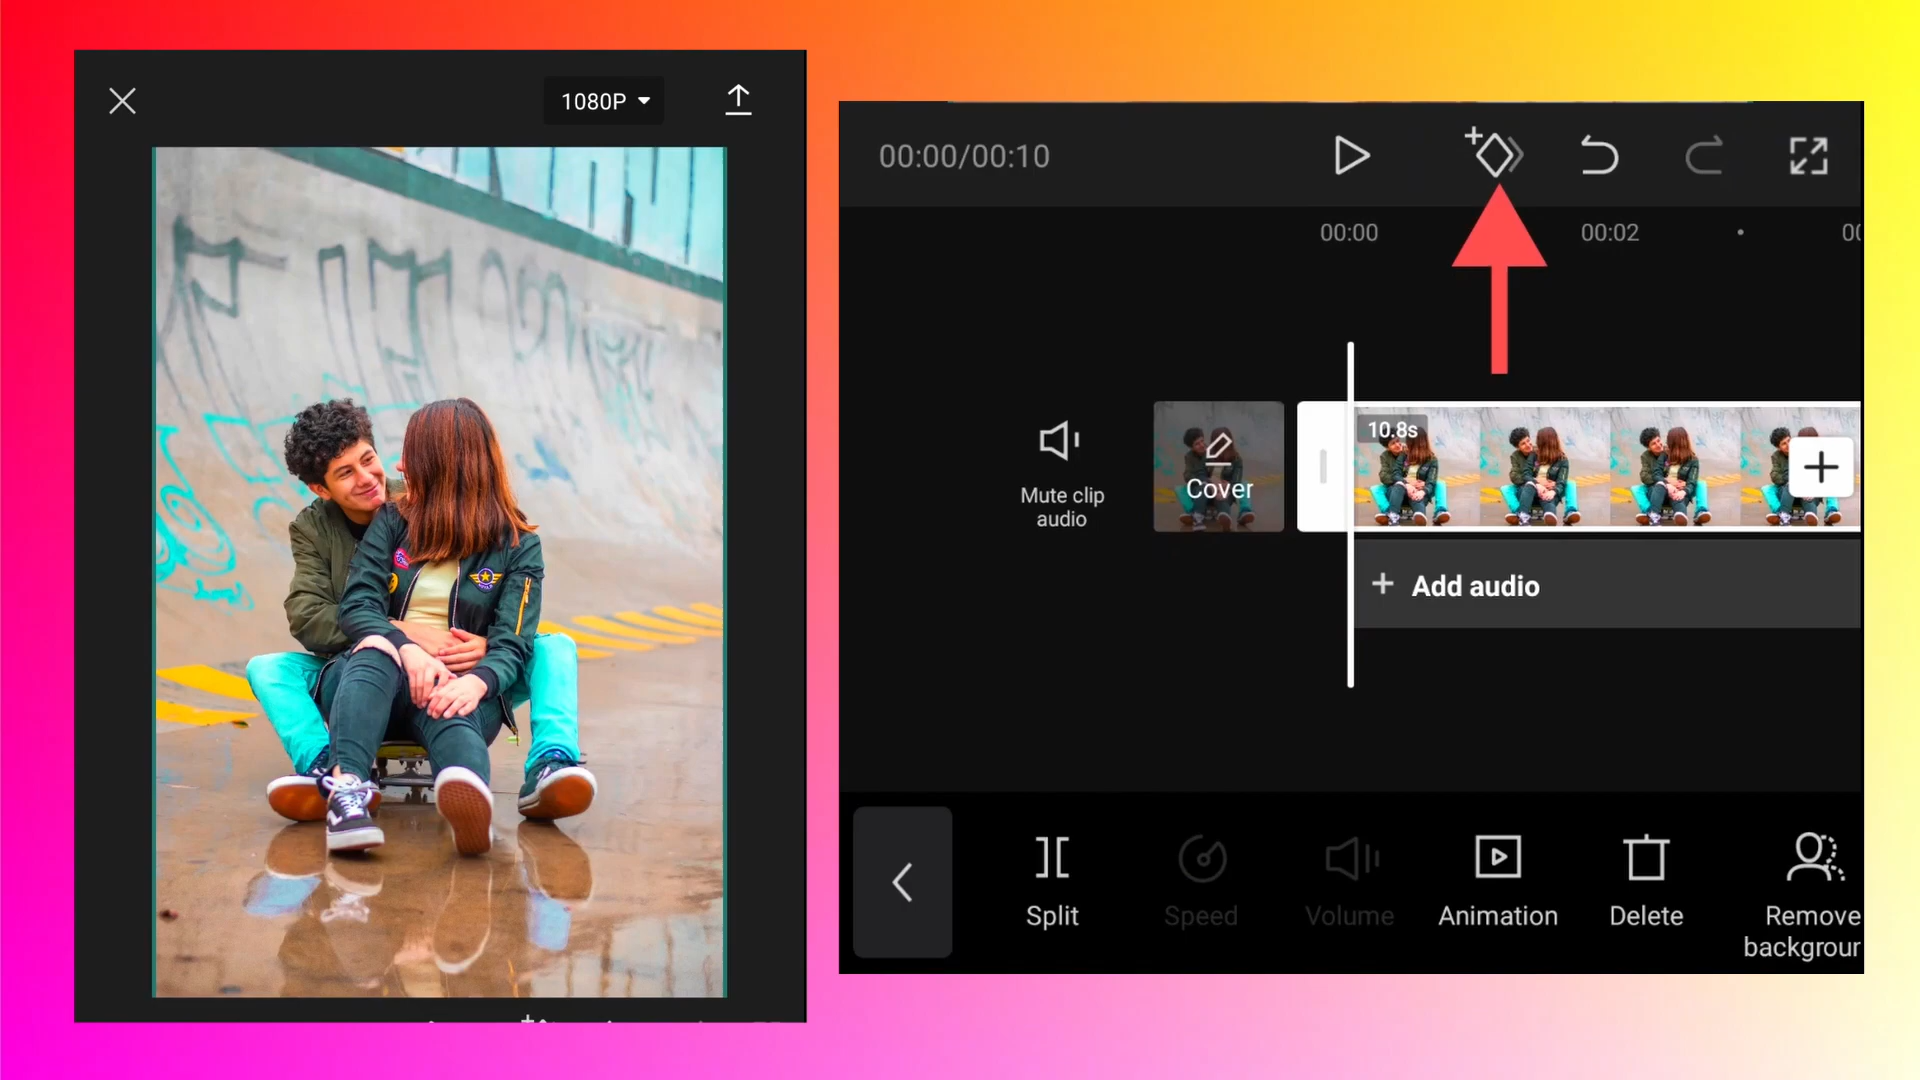 1080P
00:00/00:10
00:00
00:02
10.8s
Mute clip
audio
Cover
Add audio
Split
Speed
Volume
Animation
Delete
Remove
backgroun